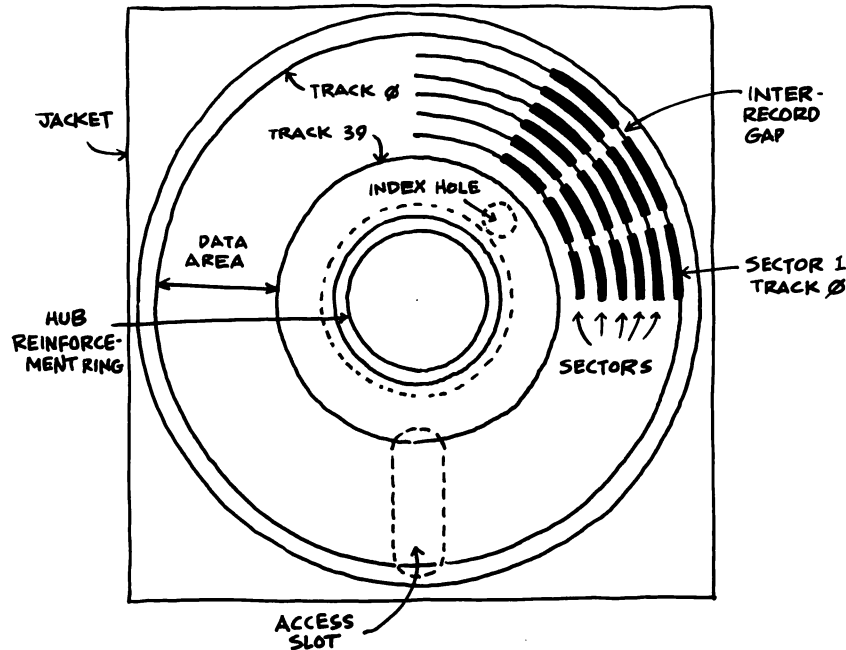 TRACK Ø
INTER-
RECORD
GAP
JACKET
TRACK 39
INDEX HOLE
DATA
AREA
SECTOR 1
TRACK Ø
HUB
REINFORCE-
MENT RING
SECTORS
ACCESS
SLOT